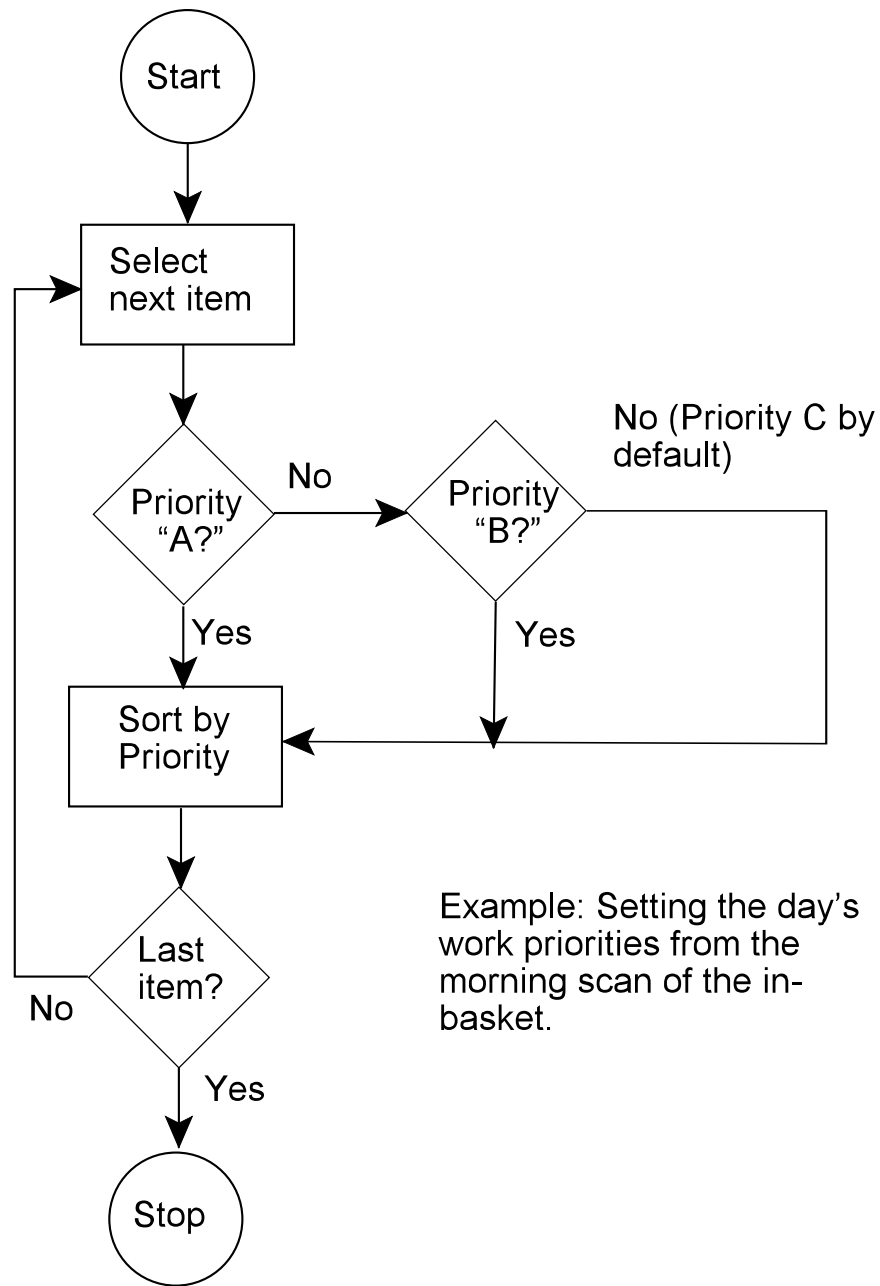 Start
Select
next item
No (Priority C by
default)
Priority
“A?”
No
Priority
“B?”
Yes
Yes
Sort by
Priority
Last
item?
Example: Setting the day’s
work priorities from the
morning scan of the in-
basket.
No
Yes
Stop